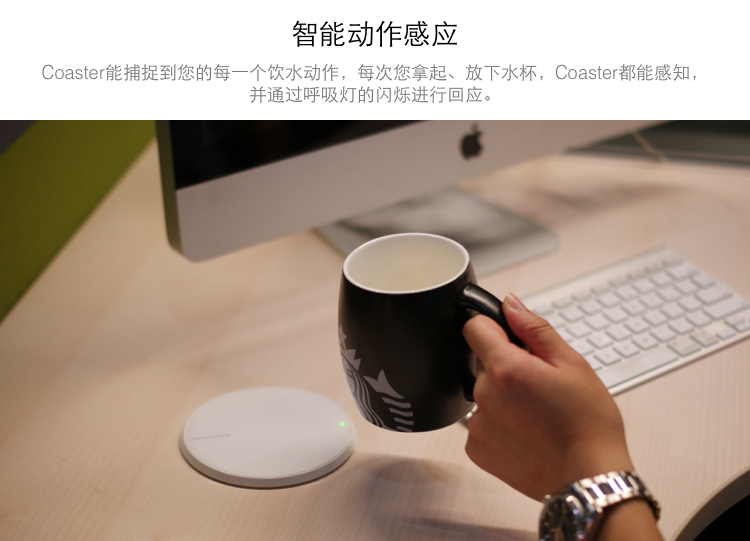 智能动作感应
Coaster能捕捉到您的每一个饮水动作，每次您拿起、放下水杯，Coaster都能感知，
并通过呼吸灯的闪烁进行回应。